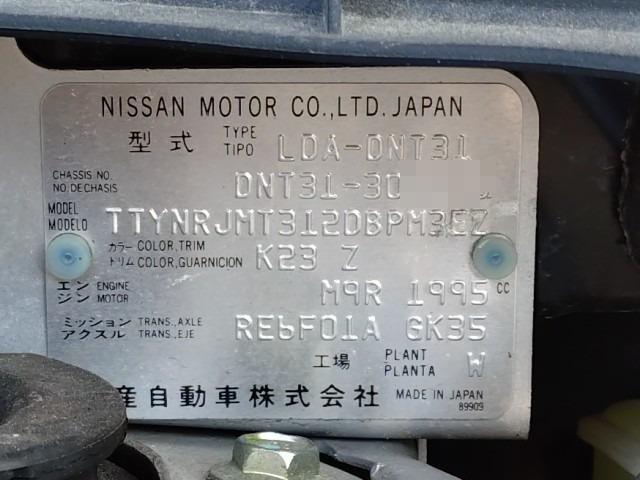 NISSAN MOTOR CO.,LTD. JAPAN
型式 TYPE TIPO LDA-DNT31
CHASSIS NO. NO. DE CHASIS DNT31-30
MODEL MODELO TTYNRJMT312DBPM3EZ
カラー COLOR,TRIM トリム COLOR,GUARNICION K23 Z
エンジン ENGINE MOTOR M9R 1995 CC
ミッション TRANS.,AXLE アクスル TRANS.,EJE RE6F01A GK35
工場 PLANT PLANTA W
産自動車株式会社 MADE IN JAPAN
89909